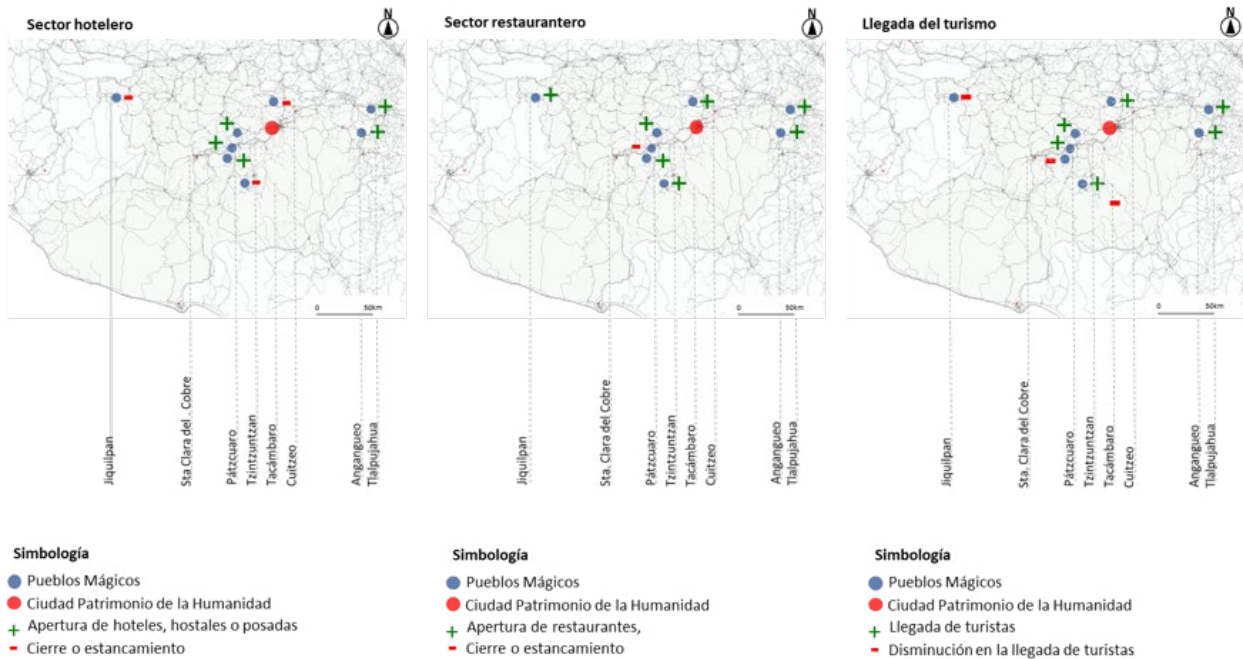 Sector hotelero
N
0 50km
Jiquilpan
Sta. Clara del . Cobre
Pátzcuaro
Tzintzuntzan
Tacámbaro
Cuitzeo
Angangueo
Tlalpujahua
Simbología
Pueblos Mágicos
Ciudad Patrimonio de la Humanidad
Apertura de hoteles, hostales o posadas
Cierre o estancamiento
Sector restaurantero
N
0 50km
Jiquilpan
Sta. Clara del Cobre
Pátzcuaro
Tzintzuntzan
Tacámbaro
Cuitzeo
Angangueo
Tlalpujahua
Simbología
Pueblos Mágicos
Ciudad Patrimonio de la Humanidad
Apertura de restaurantes,
Cierre o estancamiento
Llegada del turismo
N
0 50km
Jiquilpan
Sta. Clara del Cobre
Pátzcuaro
Tzintzuntzan
Tacámbaro
Cuitzeo
Angangueo
Tlalpujahua
Simbología
Pueblos Mágicos
Ciudad Patrimonio de la Humanidad
Llegada de turistas
Disminución en la llegada de turistas